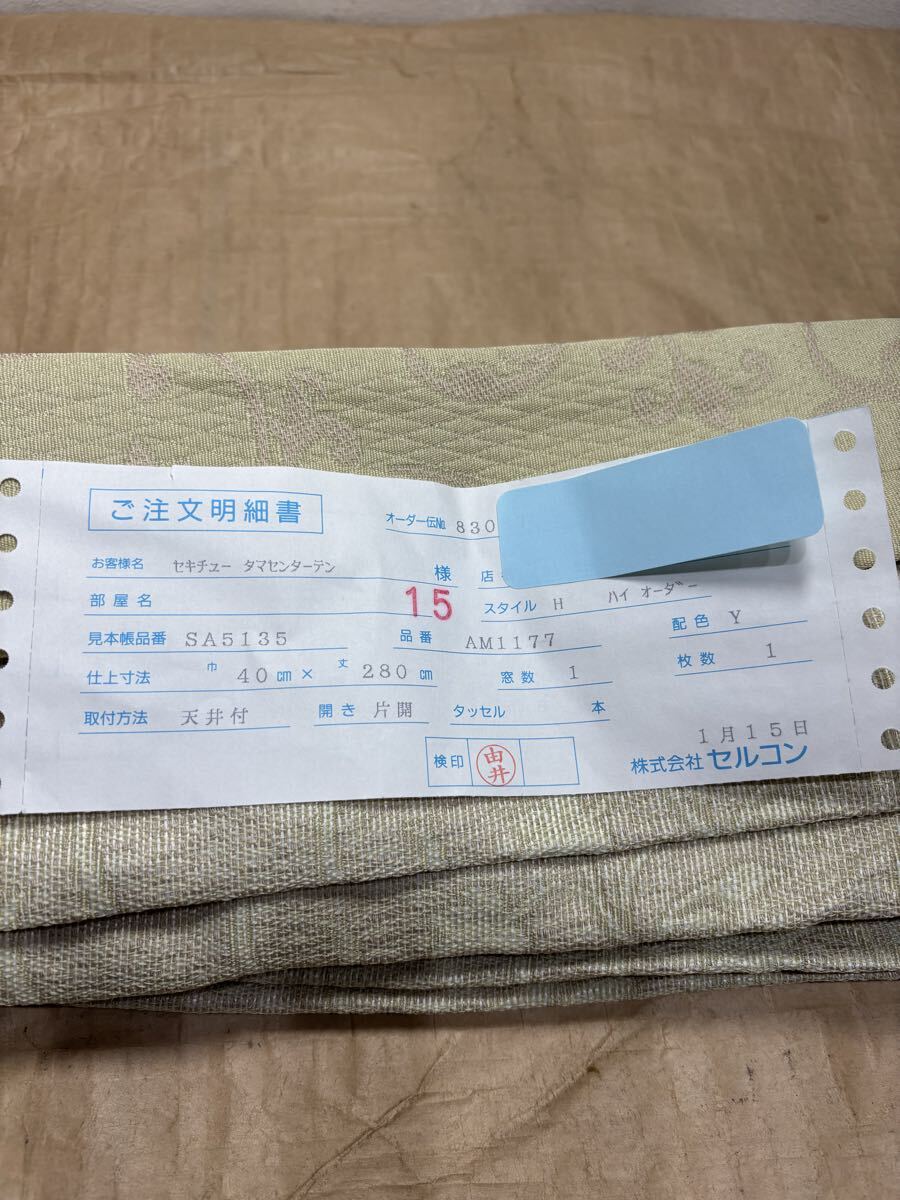 ご注文明細書 オーダー伝No. 830
お客様名 セキチュー タマセンターテン 様 店
部屋名 15 スタイル H ハイ オーダー
見本帳品番 SA5135 品番 AM1177 配色 Y
仕上寸法 巾 40cm× 丈 280cm 窓数 1 枚数 1
取付方法 天井付 開き 片開 タッセル 本
1月15日
検印 由井 株式会社 セルコン